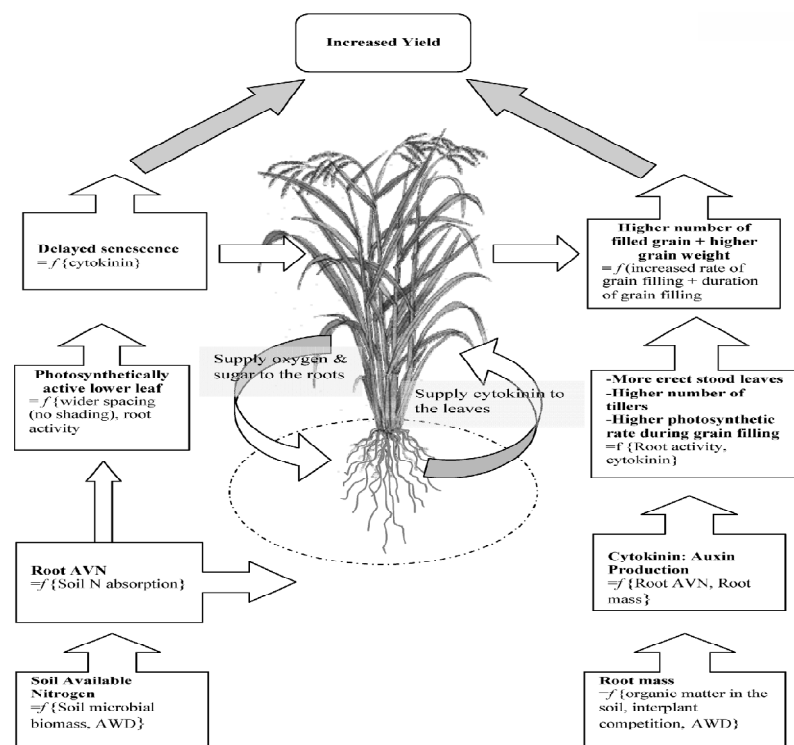 Increased Yield
Delayed senescence
= f{cytokinin}
Higher number of
filled grain + higher
grain weight
= f(increased rate of
grain filling + duration
of grain filling
Supply oxygen &
sugar to the roots
Supply cytokinin to
the leaves
Photosynthetically
active lower leaf
= f{wider spacing
(no shading), root
activity
-More erect stood leaves
-Higher number of
tillers
-Higher photosynthetic
rate during grain filling
=f {Root activity,
cytokinin}
Root AVN
=f{Soil N absorption}
Cytokinin: Auxin
Production
=f{Root AVN, Root
mass}
Soil Available
Nitrogen
=f{Soil microbial
biomass, AWD}
Root mass
=f{organic matter in the
soil, interplant
competition, AWD}